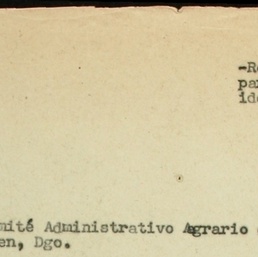 -R
pa
id
mité Administrativo Agrario
en, Dgo.